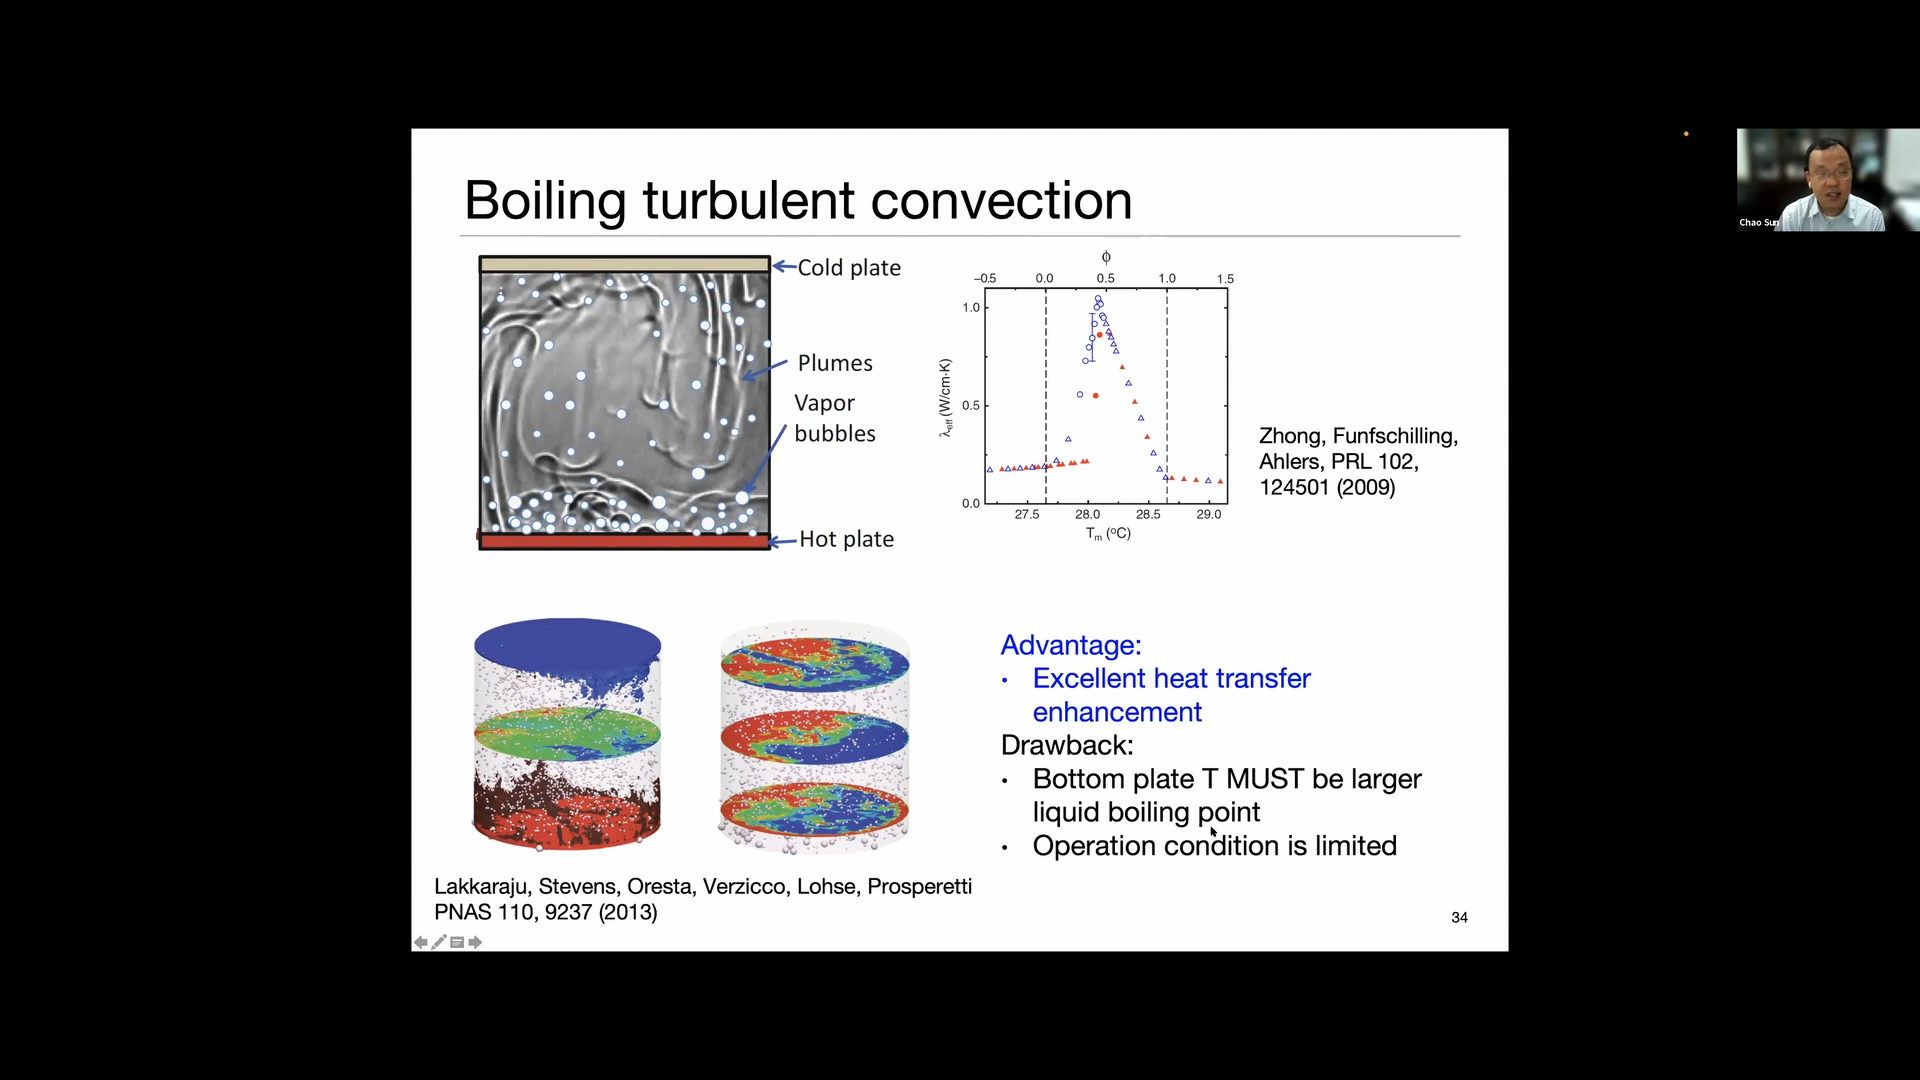 Boiling turbulent convection
Cold plate
Plumes
Vapor
bubbles
Hot plate
ϕ
−0.5 0.0 0.5 1.0 1.5
1.0
0.5
0.0
λeff (W/cm·K)
27.5 28.0 28.5 29.0
Tm (ºC)
Zhong, Funfschilling,
Ahlers, PRL 102,
124501 (2009)
Advantage:
• Excellent heat transfer
enhancement
Drawback:
• Bottom plate T MUST be larger
liquid boiling point
• Operation condition is limited
Lakkaraju, Stevens, Oresta, Verzicco, Lohse, Prosperetti
PNAS 110, 9237 (2013)
34
Chao Sun